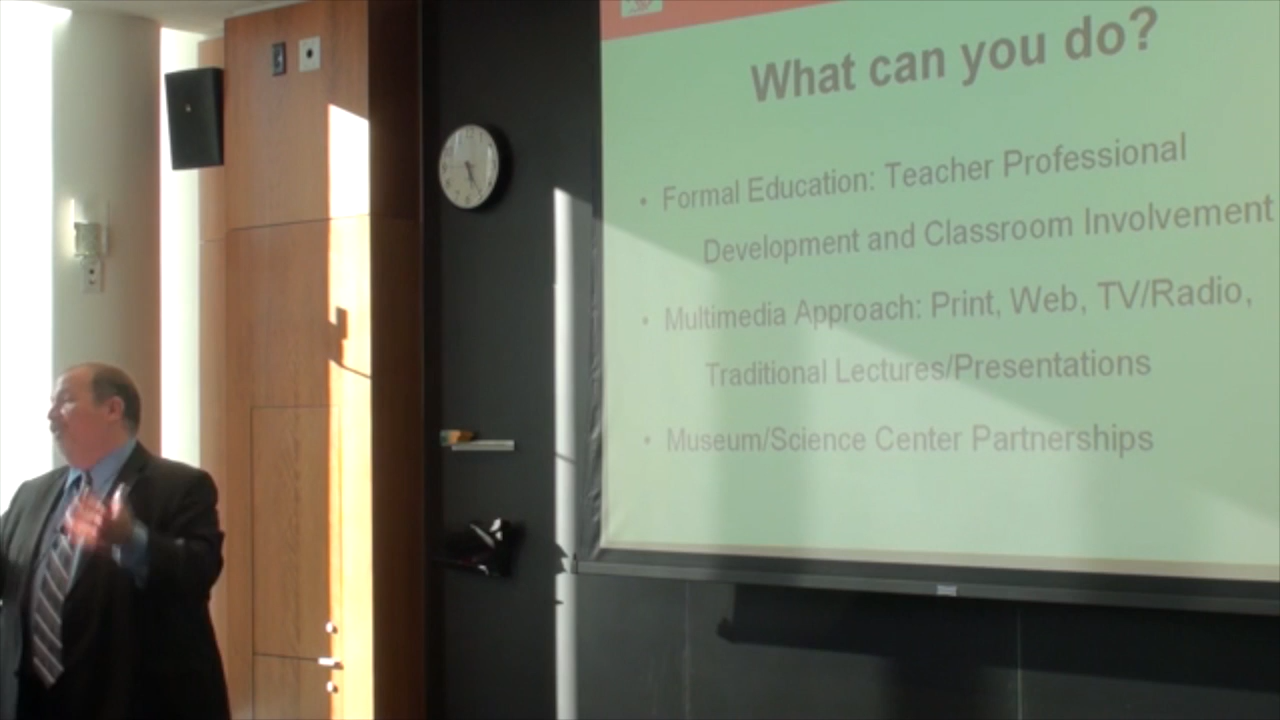 What can you do?
• Formal Education: Teacher Professional
Development and Classroom Involvement
• Multimedia Approach: Print, Web, TV/Radio,
Traditional Lectures/Presentations
• Museum/Science Center Partnerships